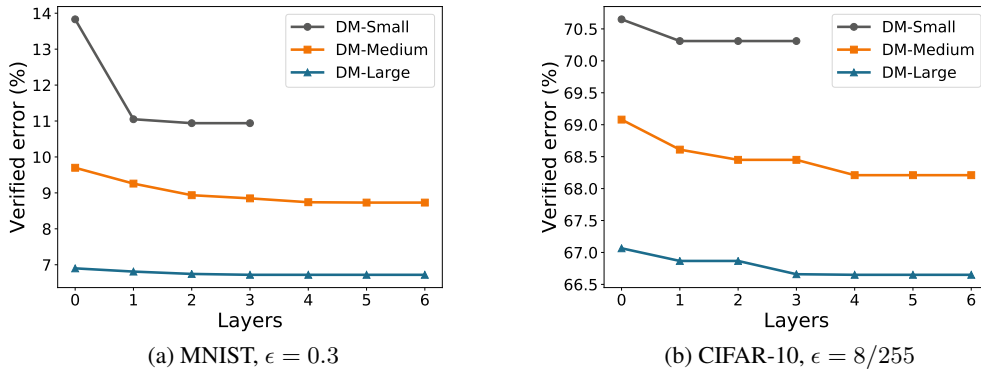 14
13
12
11
10
9
8
7
Verified error (%)
0 1 2 3 4 5 6
Layers
DM-Small
DM-Medium
DM-Large
(a) MNIST, ϵ = 0.3
70.5
70.0
69.5
69.0
68.5
68.0
67.5
67.0
66.5
Verified error (%)
0 1 2 3 4 5 6
Layers
DM-Small
DM-Medium
DM-Large
(b) CIFAR-10, ϵ = 8/255